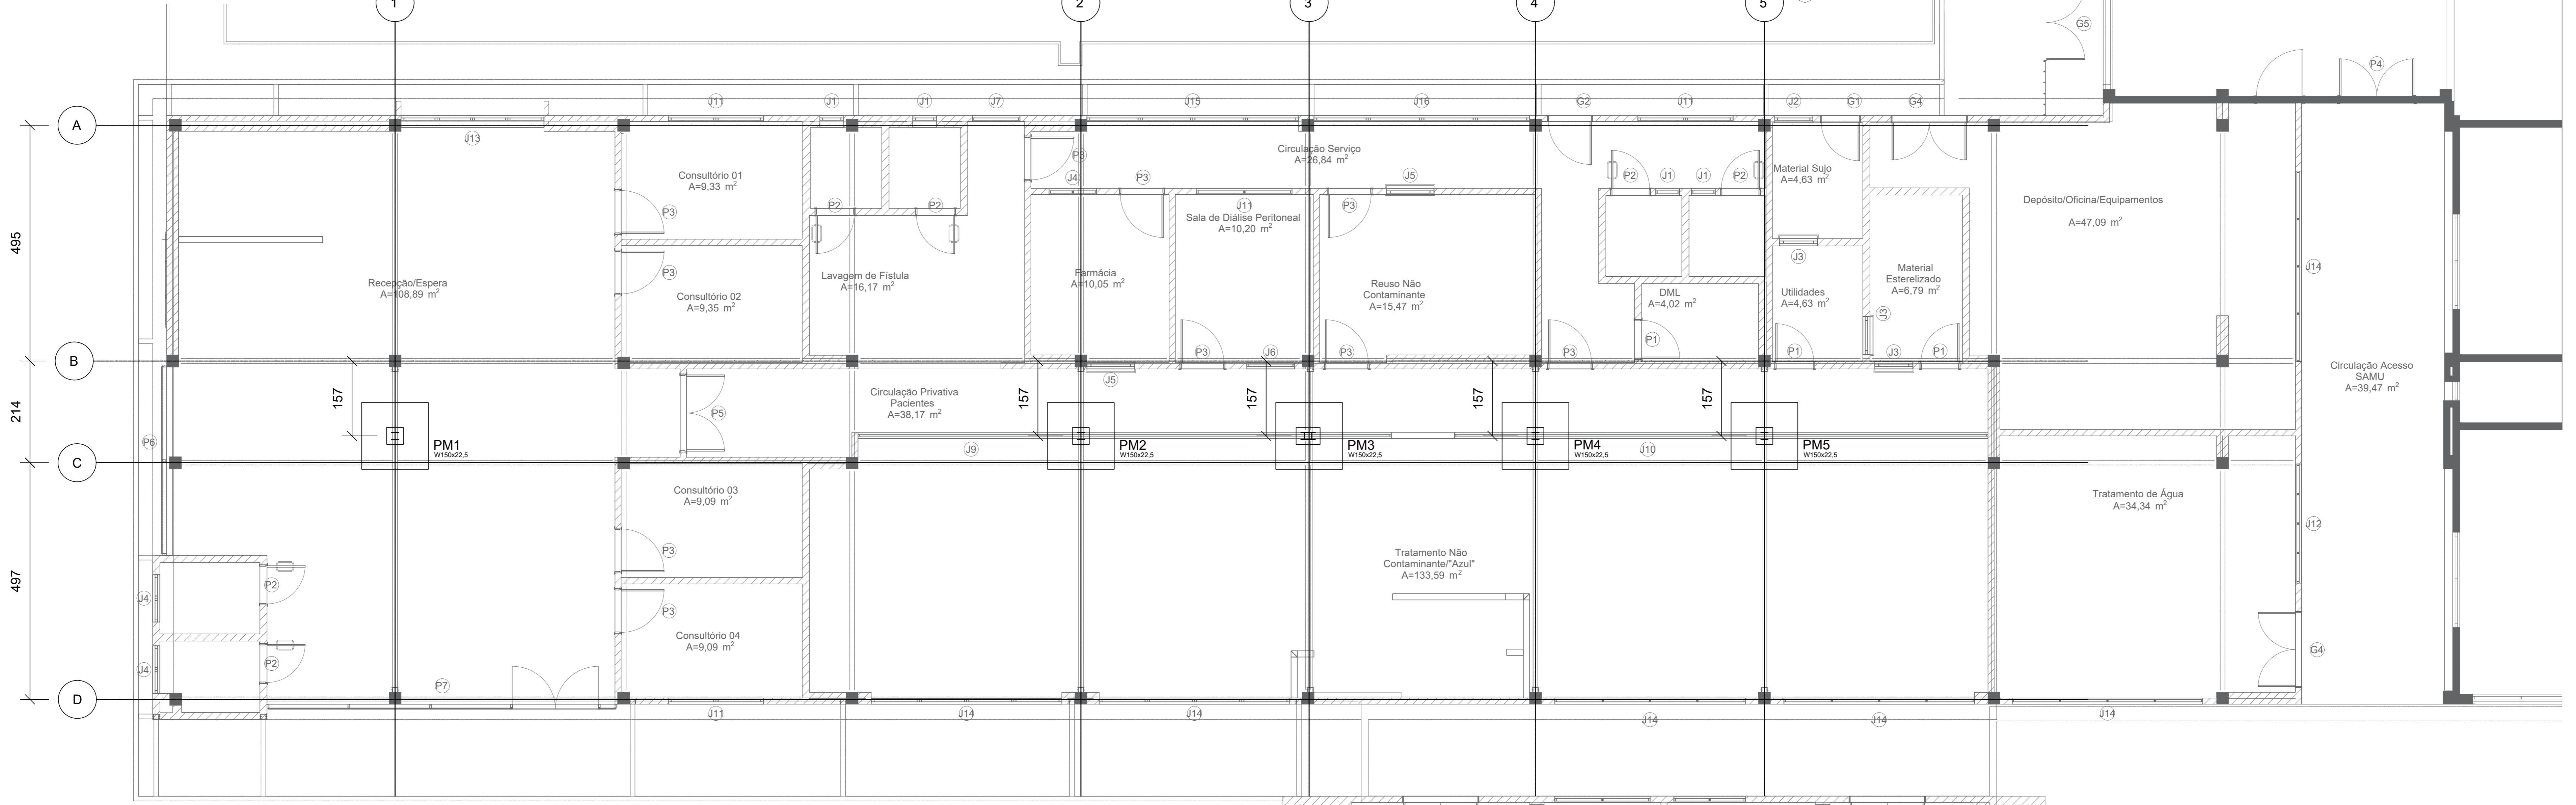 1
2
3
4
5
G5
P4
J11
J1
J1
J7
J15
J16
G2
J11
J2
G1
G4
A
J13
Consultório 01
A=9,33 m²
P3
Circulação Serviço
A=26,84 m²
J4
P3
J5
P2
J1
J1
P2
Material Sujo
A=4,63 m²
P3
P2
P2
J11
P3
Sala de Diálise Peritoneal
A=10,20 m²
Depósito/Oficina/Equipamentos
A=47,09 m²
495
Recepção/Espera
A=108,89 m²
P3
Consultório 02
A=9,35 m²
Lavagem de Fístula
A=16,17 m²
Farmácia
A=10,05 m²
Reuso Não
Contaminante
A=15,47 m²
DML
A=4,02 m²
J3
Utilidades
A=4,63 m²
Material
Esterelizado
A=6,79 m²
J3
J14
P3
J6
P3
P3
P1
P1
J3
P1
B
J5
Circulação Acesso
SAMU
A=39,47 m²
157
157
157
157
157
214
P5
Circulação Privativa
Pacientes
A=38,17 m²
P6
PM1
W150x22,5
J9
PM2
W150x22,5
PM3
W150x22,5
PM4
W150x22,5
J10
PM5
W150x22,5
C
Consultório 03
A=9,09 m²
Tratamento de Água
A=34,34 m²
J12
P3
Tratamento Não
Contaminante/"Azul"
A=133,59 m²
497
P2
J4
P3
Consultório 04
A=9,09 m²
G4
P2
J4
P7
D
J11
J14
J14
J14
J14
J14